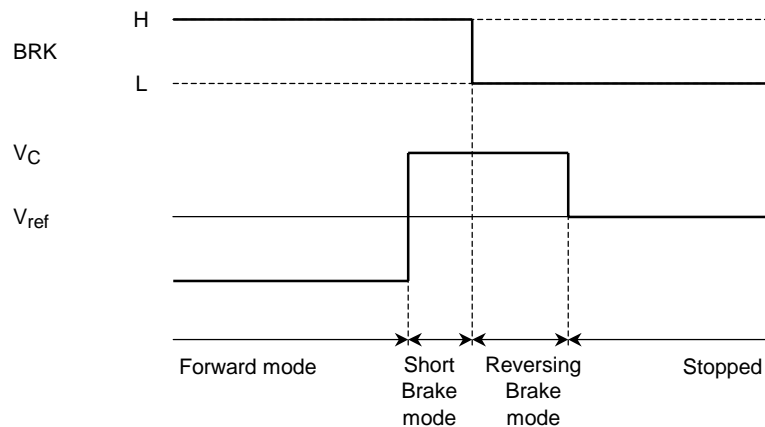 H
BRK
L
V_C
V_ref
Forward mode
Short
Brake
mode
Reversing
Brake
mode
Stopped